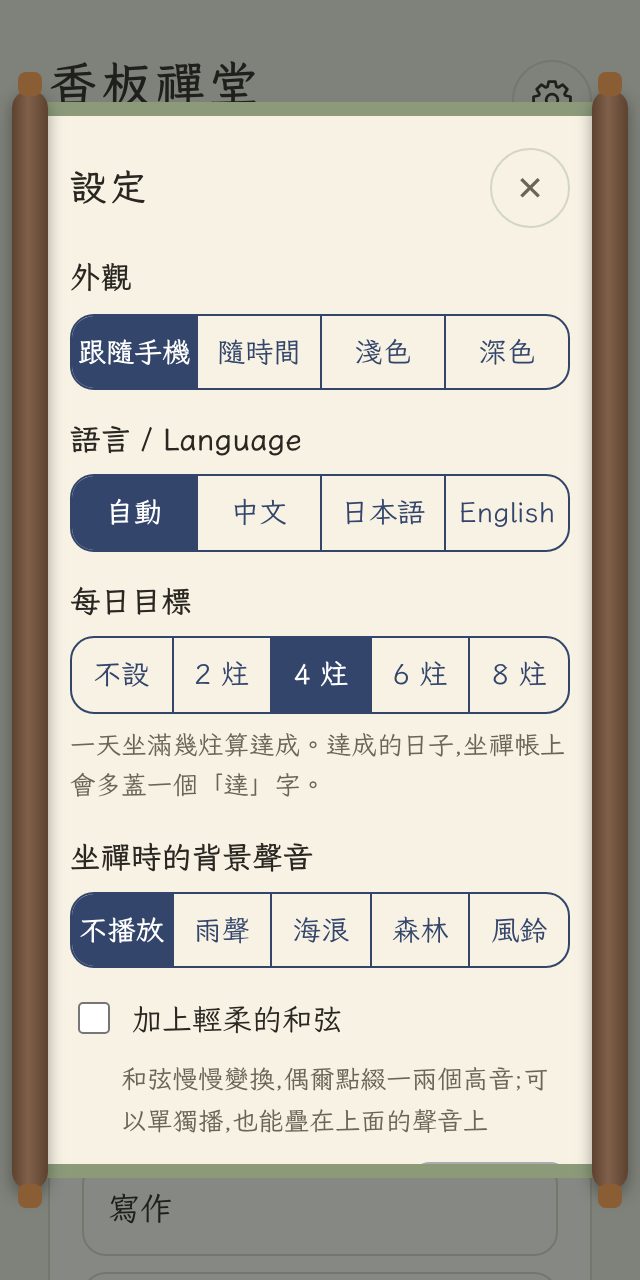 香板禪堂
設定
外觀
跟隨手機 隨時間 淺色 深色
語言 / Language
自動 中文 日本語 English
每日目標
不設 2 炷 4 炷 6 炷 8 炷
一天坐滿幾炷算達成。達成的日子,坐禪帳上
會多蓋一個「達」字。
坐禪時的背景聲音
不播放 雨聲 海浪 森林 風鈴
加上輕柔的和弦
和弦慢慢變換,偶爾點綴一兩個高音;可
以單獨播,也能疊在上面的聲音上
寫作